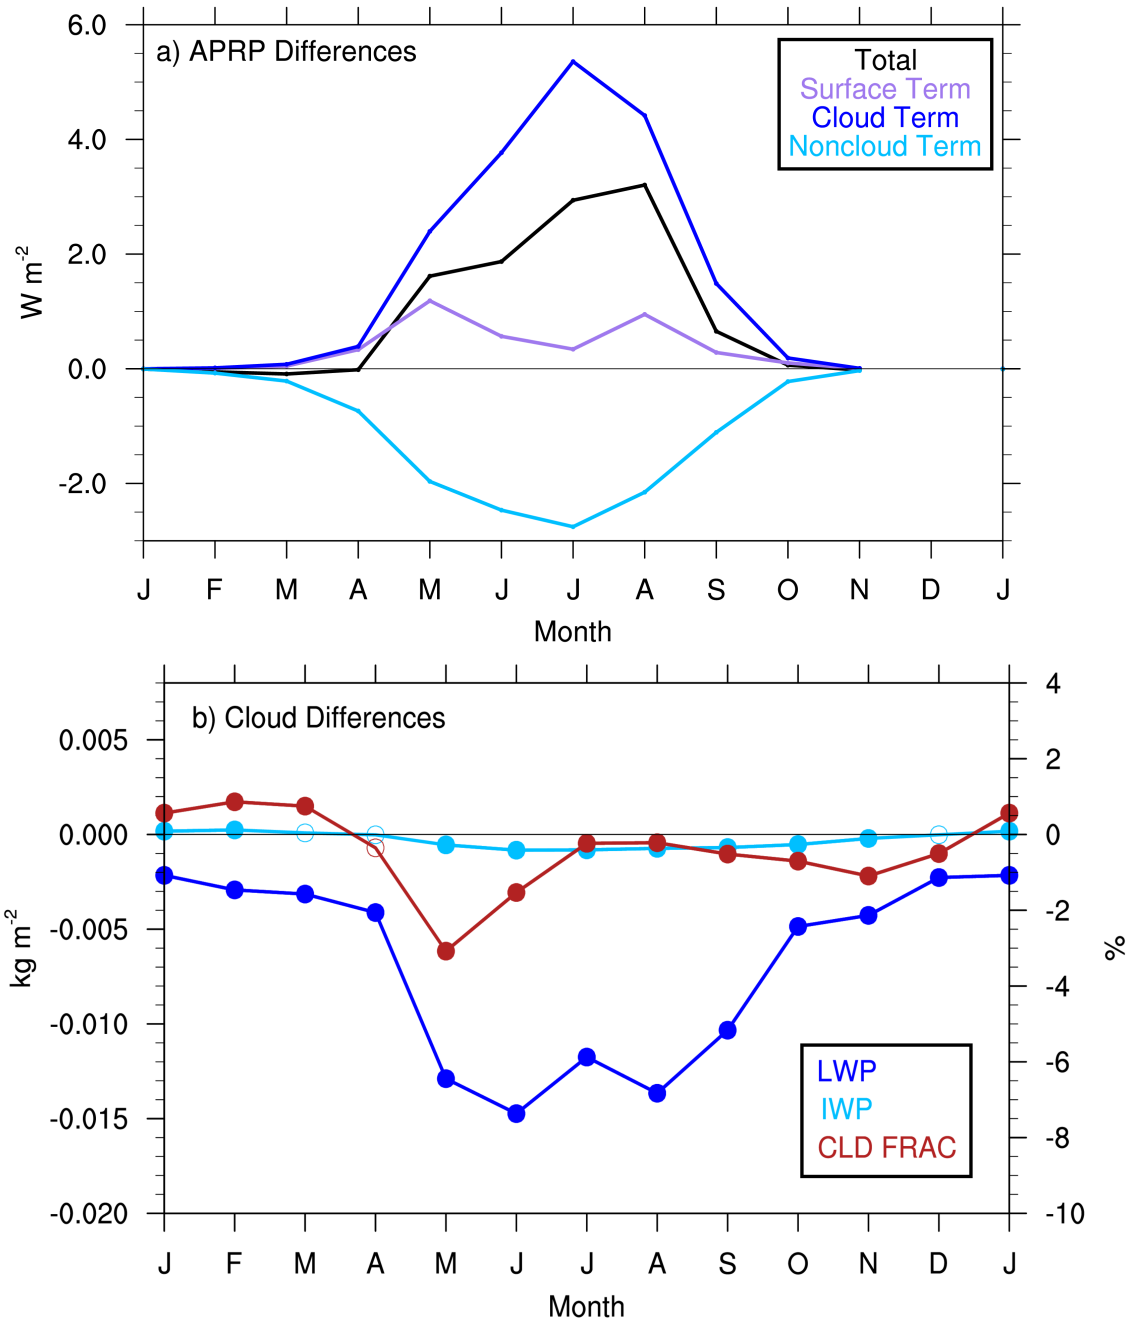 a) APRP Differences
Total
Surface Term
Cloud Term
Noncloud Term
6.0
4.0
2.0
0.0
-2.0
W m-2
J F M A M J J A S O N D J
Month
b) Cloud Differences
0.005
0.000
-0.005
-0.010
-0.015
-0.020
kg m-2
4
2
0
-2
-4
-6
-8
-10
%
LWP
IWP
CLD FRAC
J F M A M J J A S O N D J
Month